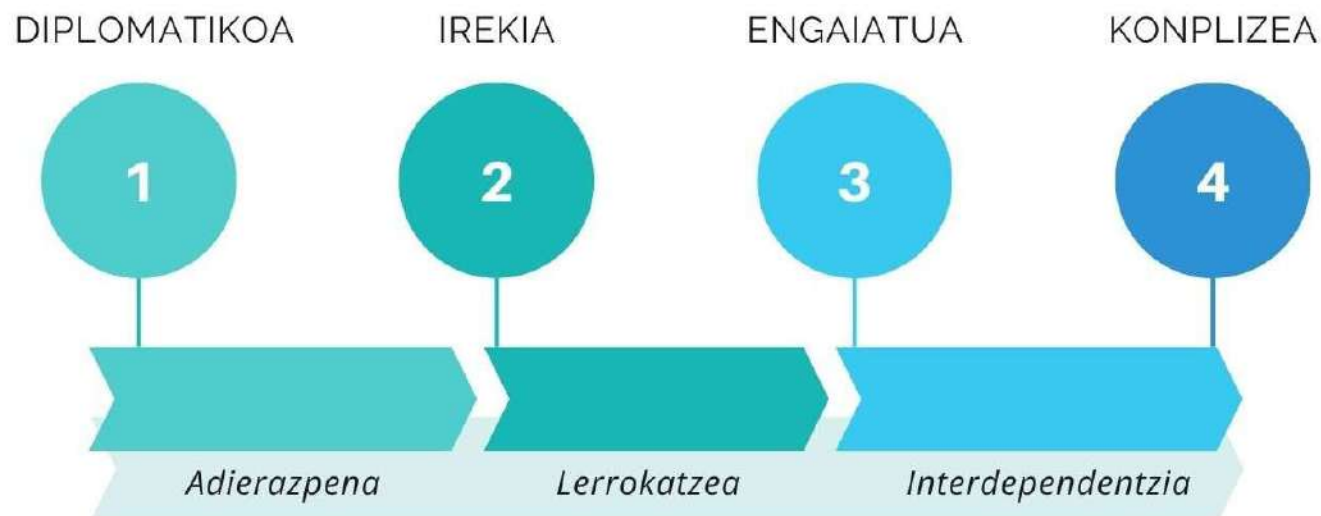 DIPLOMATIKOA IREKIA ENGAIATUA KONPLIZEA
1 2 3 4
Adierazpena Lerrokatzea Interdependentzia